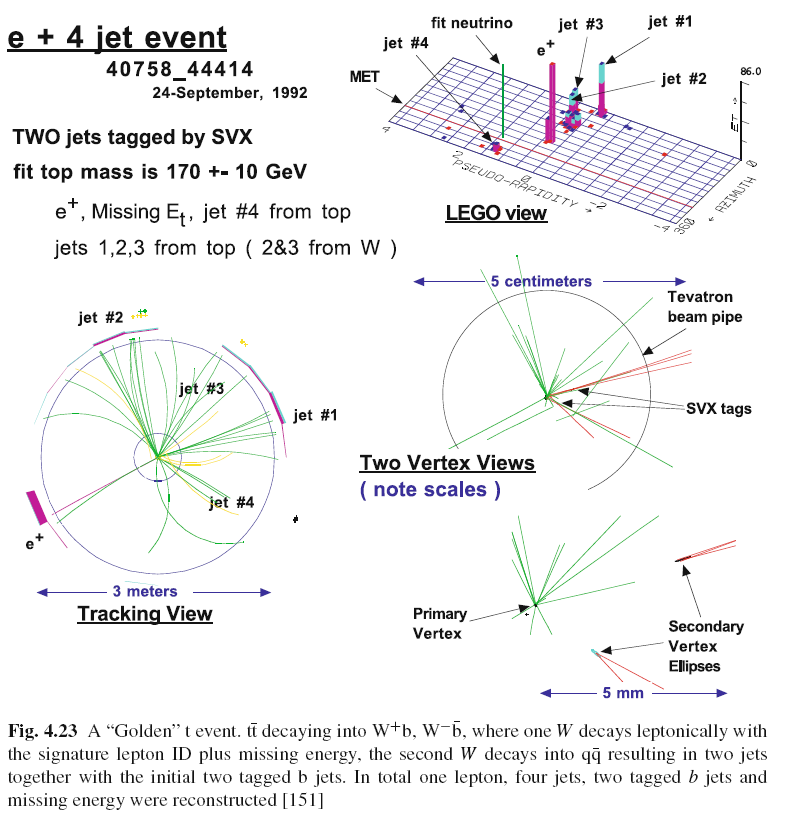 e + 4 jet event
40758_44414
24-September, 1992
TWO jets tagged by SVX
fit top mass is 170 +- 10 GeV
e+, Missing Et, jet #4 from top
jets 1,2,3 from top ( 2&3 from W )
fit neutrino
jet #3
jet #1
jet #4
e+
jet #2
MET
86.0
ET →
4
2
0
-2
-4
PSEUDO-RAPIDITY →
0
360
← AZIMUTH
LEGO view
jet #2
jet #3
jet #1
jet #4
e+
3 meters
Tracking View
5 centimeters
Tevatron
beam pipe
SVX tags
Two Vertex Views
( note scales )
Primary
Vertex
Secondary
Vertex
Ellipses
5 mm
Fig. 4.23 A “Golden” t event. tt̄ decaying into W⁺b, W⁻b̄, where one W decays leptonically with
the signature lepton ID plus missing energy, the second W decays into qq̄ resulting in two jets
together with the initial two tagged b jets. In total one lepton, four jets, two tagged b jets and
missing energy were reconstructed [151]